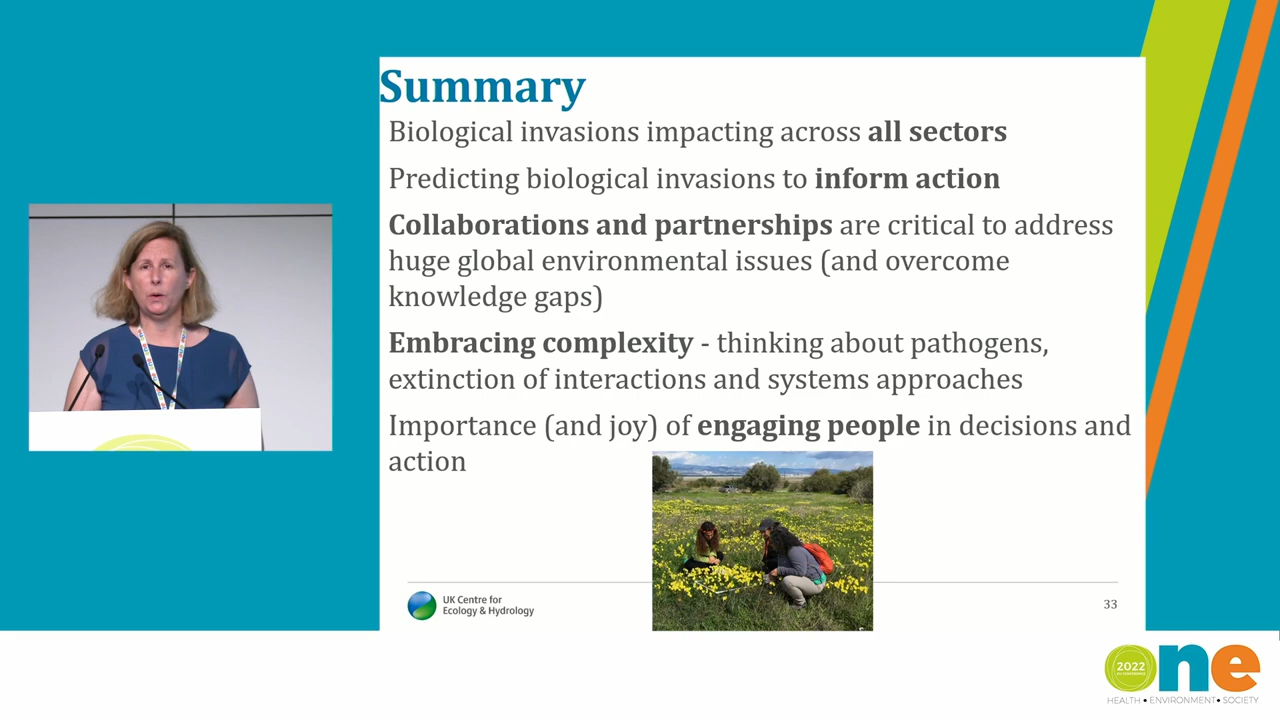 Summary
Biological invasions impacting across all sectors
Predicting biological invasions to inform action
Collaborations and partnerships are critical to address
huge global environmental issues (and overcome
knowledge gaps)
Embracing complexity - thinking about pathogens,
extinction of interactions and systems approaches
Importance (and joy) of engaging people in decisions and
action
UK Centre for
Ecology & Hydrology
33
2022
one
HEALTH • ENVIRONMENT • SOCIETY